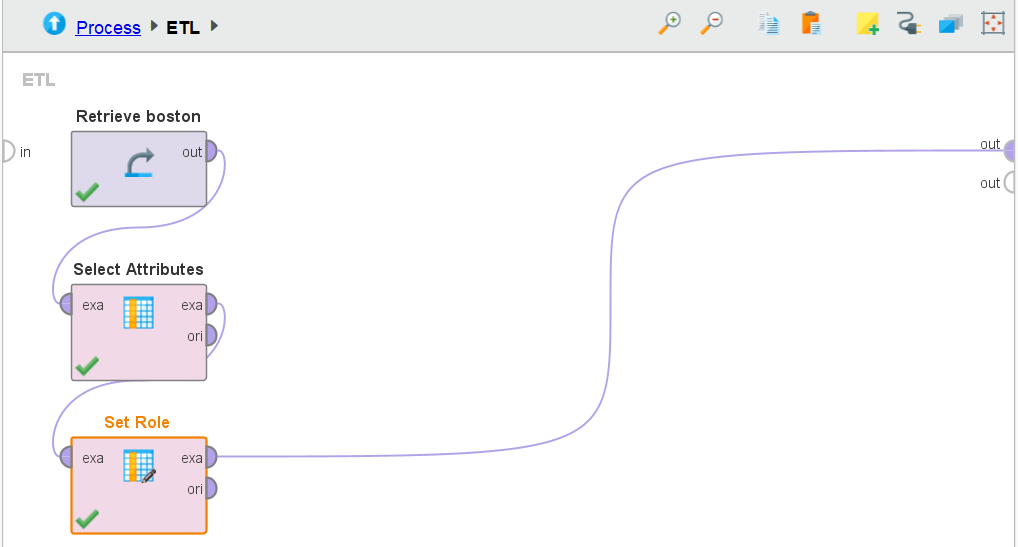 Process ETL
ETL
Retrieve boston
in
out
out
out
Select Attributes
exa
exa
ori
Set Role
exa
exa
ori